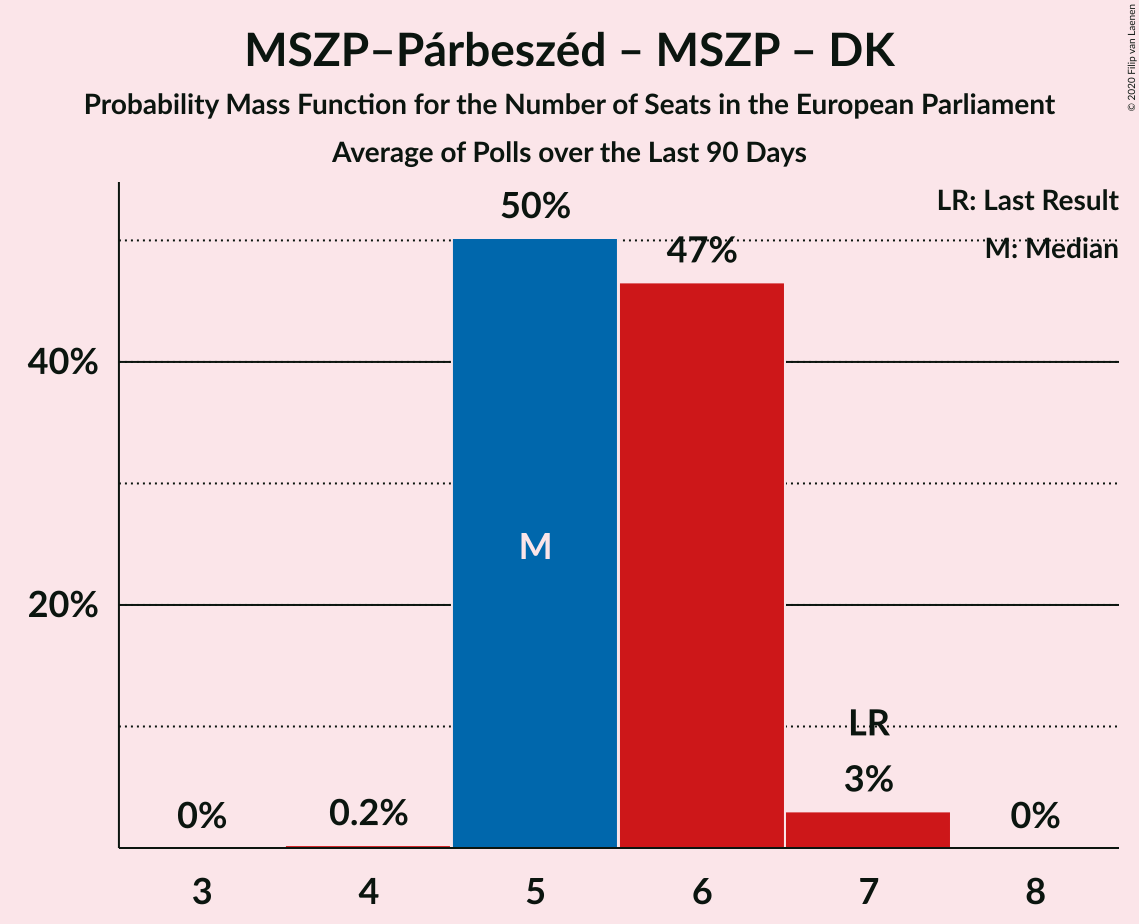 MSZP–Párbeszéd – MSZP – DK
Probability Mass Function for the Number of Seats in the European Parliament
Average of Polls over the Last 90 Days
© 2020 Filip van Laenen
LR: Last Result
M: Median
50%
47%
40%
M
20%
LR
3%
0%
0.2%
0%
3
4
5
6
7
8